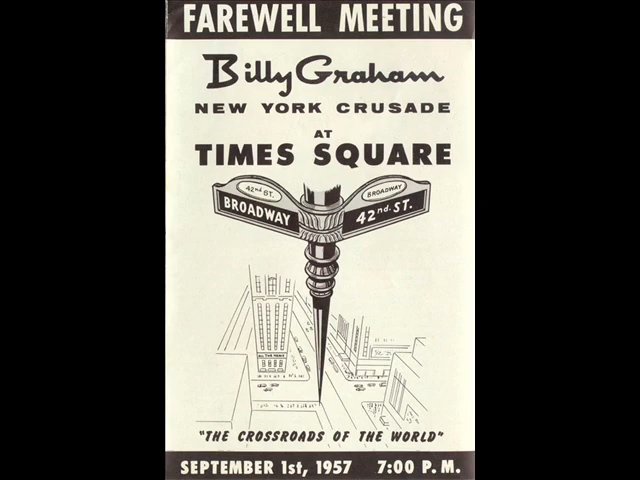 FAREWELL MEETING
Billy Graham
NEW YORK CRUSADE
AT
TIMES SQUARE
42nd ST.
BROADWAY
BROADWAY
42nd. ST.
"THE CROSSROADS OF THE WORLD"
SEPTEMBER 1st, 1957 7:00 P. M.